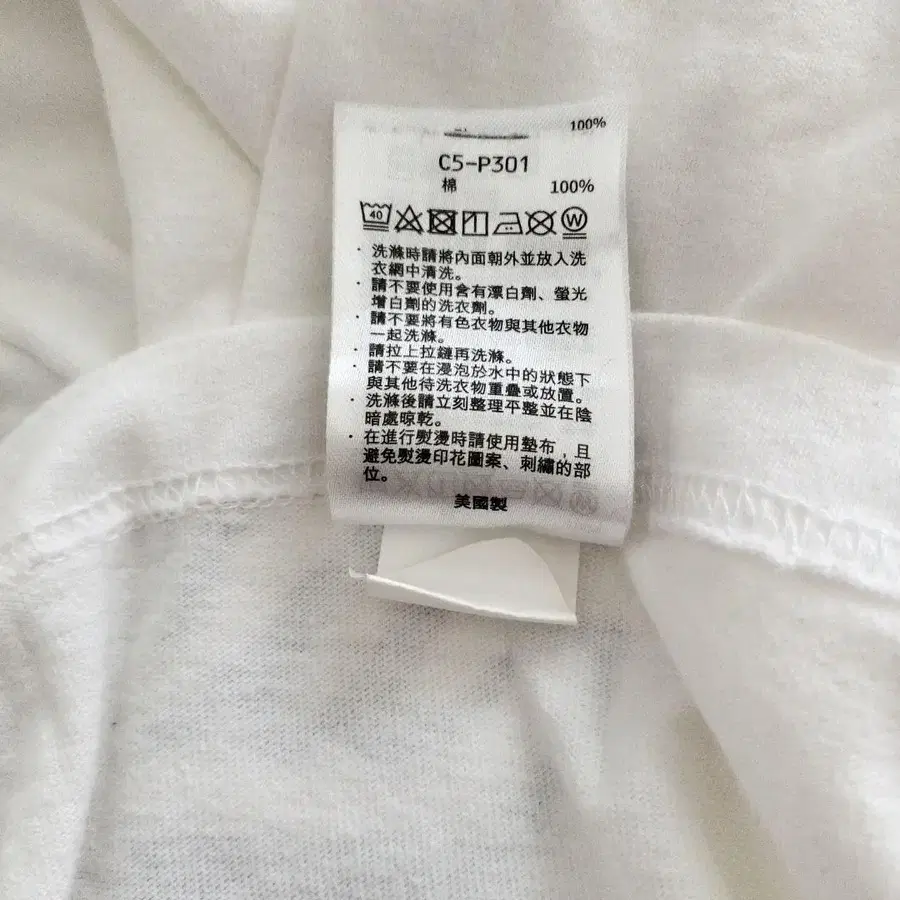 100%
C5-P301
棉 100%
40 W
· 洗滌時請將內面朝外並放入洗
衣網中清洗。
· 請不要使用含有漂白劑、螢光
增白劑的洗衣劑。
· 請不要將有色衣物與其他衣物
一起洗滌。
· 請拉上拉鏈再洗滌。
· 請不要在浸泡於水中的狀態下
與其他待洗衣物重疊或放置。
· 洗滌後請立刻整理平整並在陰
暗處晾乾。
· 在進行熨燙時請使用墊布，且
避免熨燙印花圖案、刺繡的部
位。
美國製